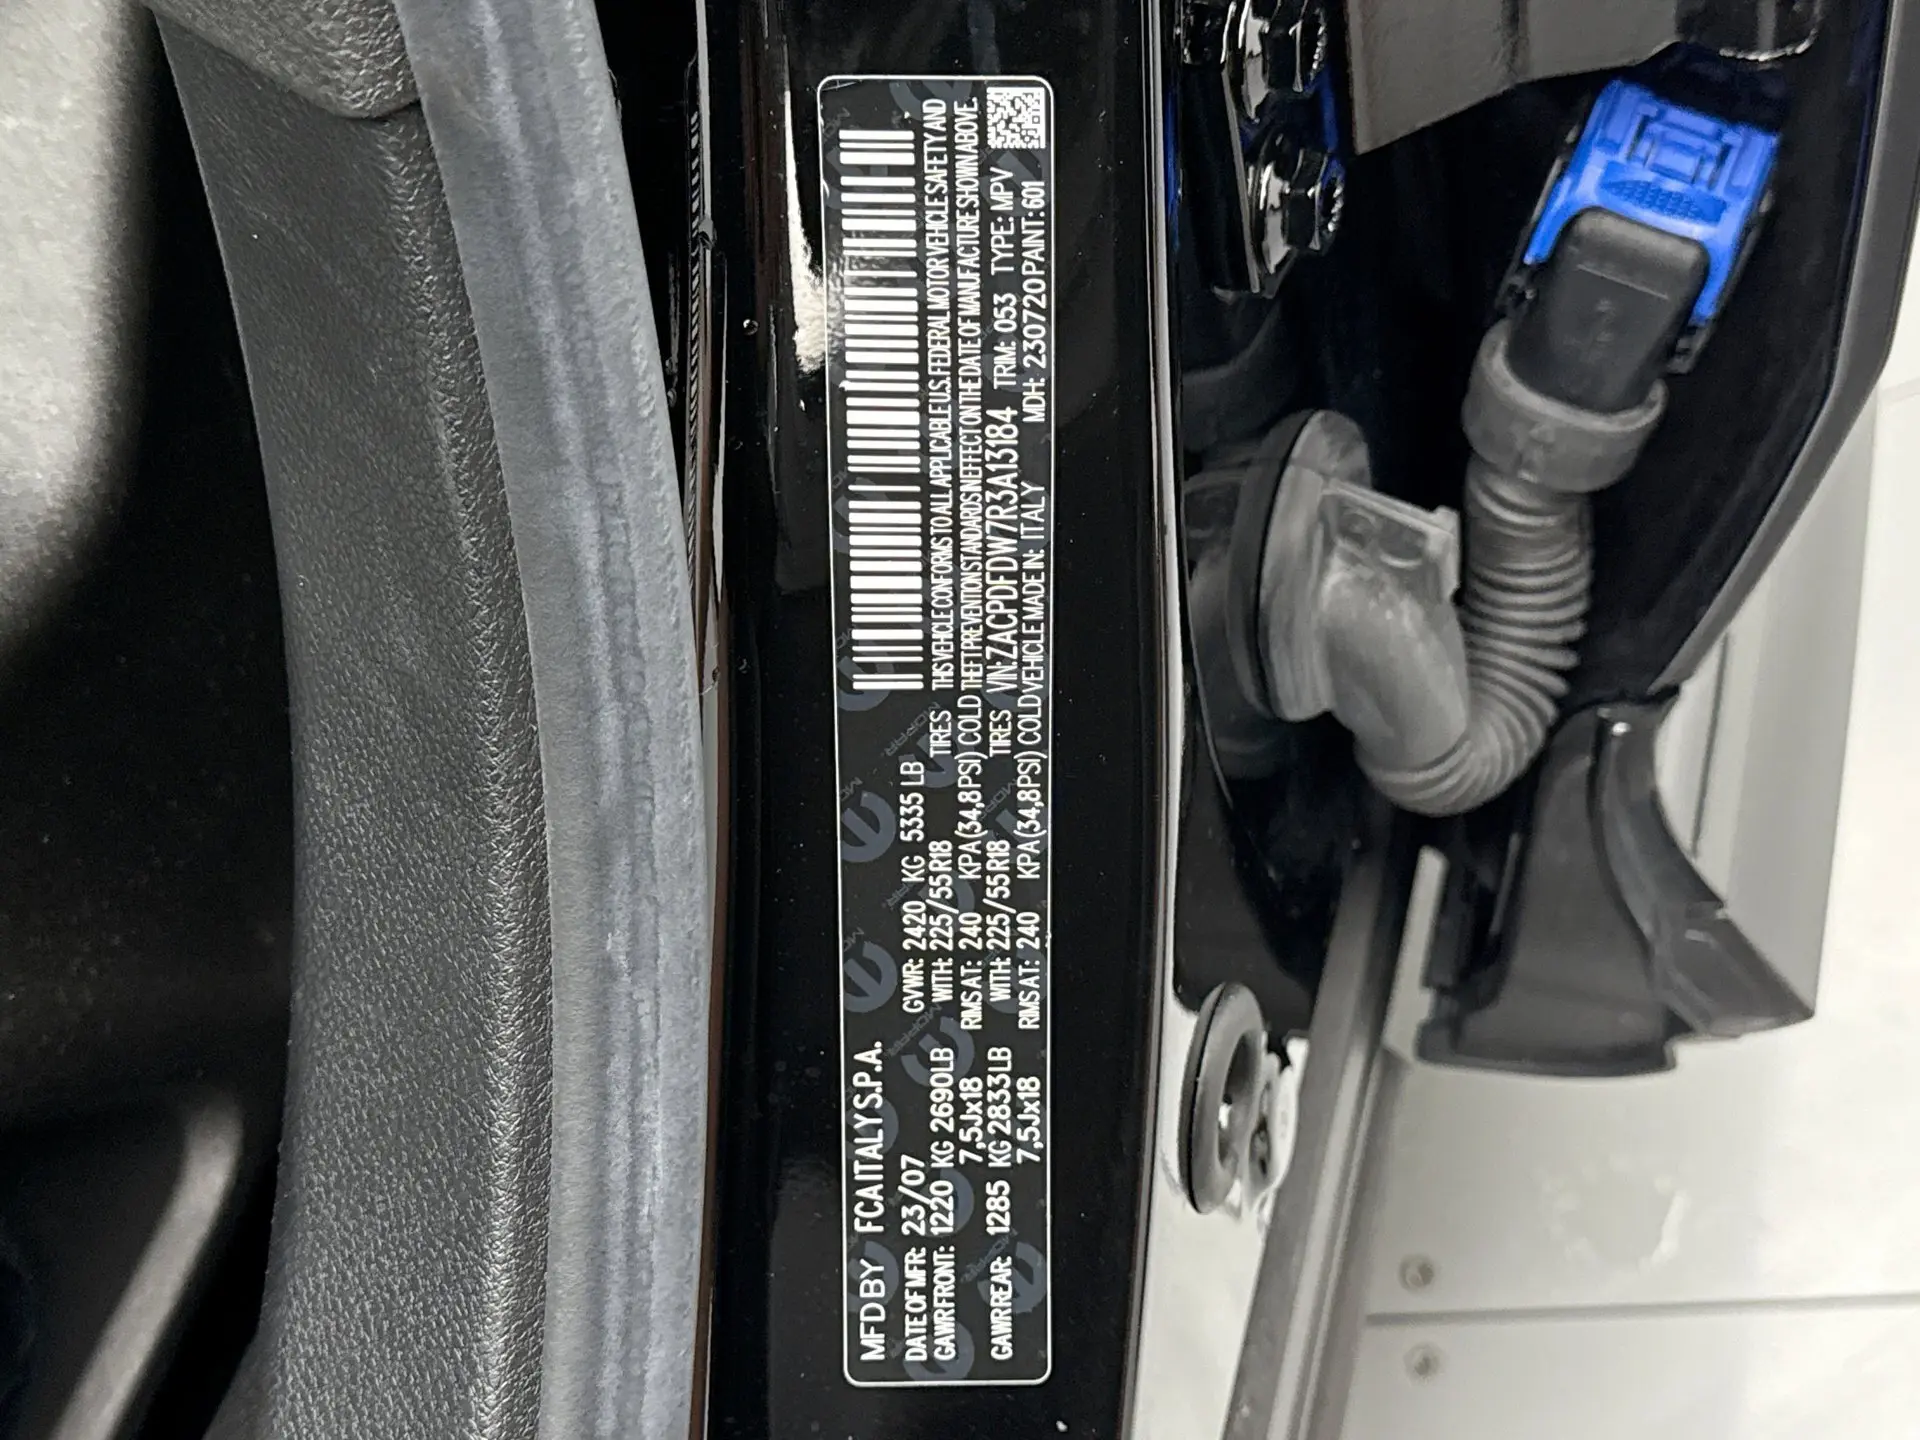 MFD BY FCA ITALY S.P.A.
DATE OF MFR: 23/07 GVWR: 2420 KG 5335 LB
GAWR FRONT: 1220 KG 2690LB WITH: 225/55R18 TIRES
7,5Jx18 RIMS AT: 240 KPA(34,8PSI) COLD
GAWR REAR: 1285 KG 2833LB WITH: 225/55R18 TIRES
7,5Jx18 RIMS AT: 240 KPA(34,8PSI) COLD
THIS VEHICLE CONFORMS TO ALL APPLICABLE U.S. FEDERAL MOTOR VEHICLE SAFETY AND
THEFT PREVENTION STANDARDS IN EFFECT ON THE DATE OF MANUFACTURE SHOWN ABOVE.
VIN: ZACPDFDW7R3A13184 TRIM: 053 TYPE: MPV
VEHICLE MADE IN: ITALY MDH: 230720 PAINT: 601
MOPAR